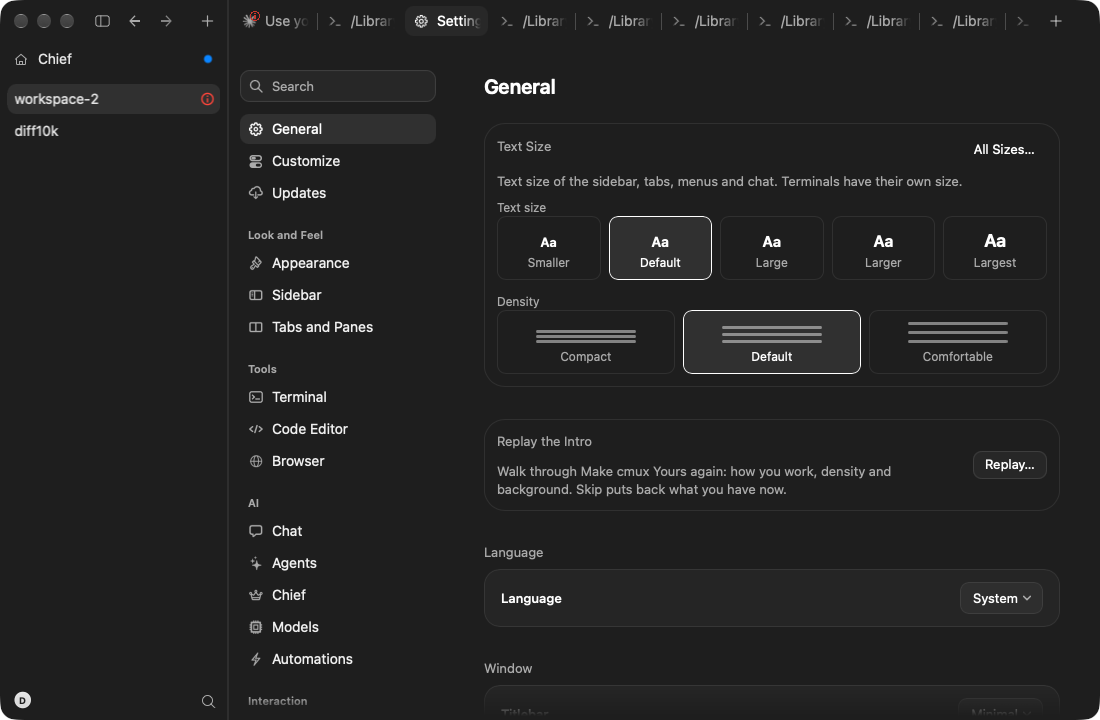 Use yo
/Librar
Setting
/Librar
/Librar
/Librar
/Librar
/Librar
/Librar
Chief
workspace-2
diff10k
D
Search
General
Customize
Updates
Look and Feel
Appearance
Sidebar
Tabs and Panes
Tools
Terminal
Code Editor
Browser
AI
Chat
Agents
Chief
Models
Automations
Interaction
General
Text Size
All Sizes...
Text size of the sidebar, tabs, menus and chat. Terminals have their own size.
Text size
Aa Aa Aa Aa Aa
Smaller Default Large Larger Largest
Density
Compact Default Comfortable
Replay the Intro
Walk through Make cmux Yours again: how you work, density and
background. Skip puts back what you have now.
Replay...
Language
Language
System
Window
Titlebar
Minimal